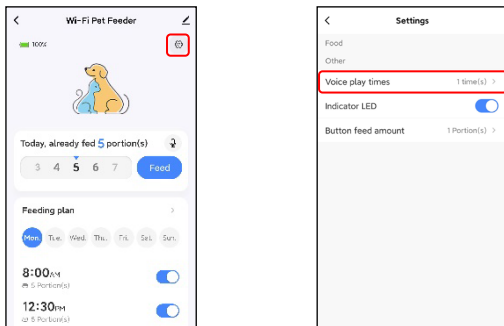 Wi-Fi Pet Feeder
100%
Today, already fed 5 portion(s)
3 4 5 6 7 Feed
Feeding plan
Mon. Tue. Wed. Thu. Fri. Sat. Sun.
8:00AM
5 Portion(s)
12:30PM
5 Portion(s)
Settings
Food
Other
Voice play times 1 time(s)
Indicator LED
Button feed amount 1 Portion(s)